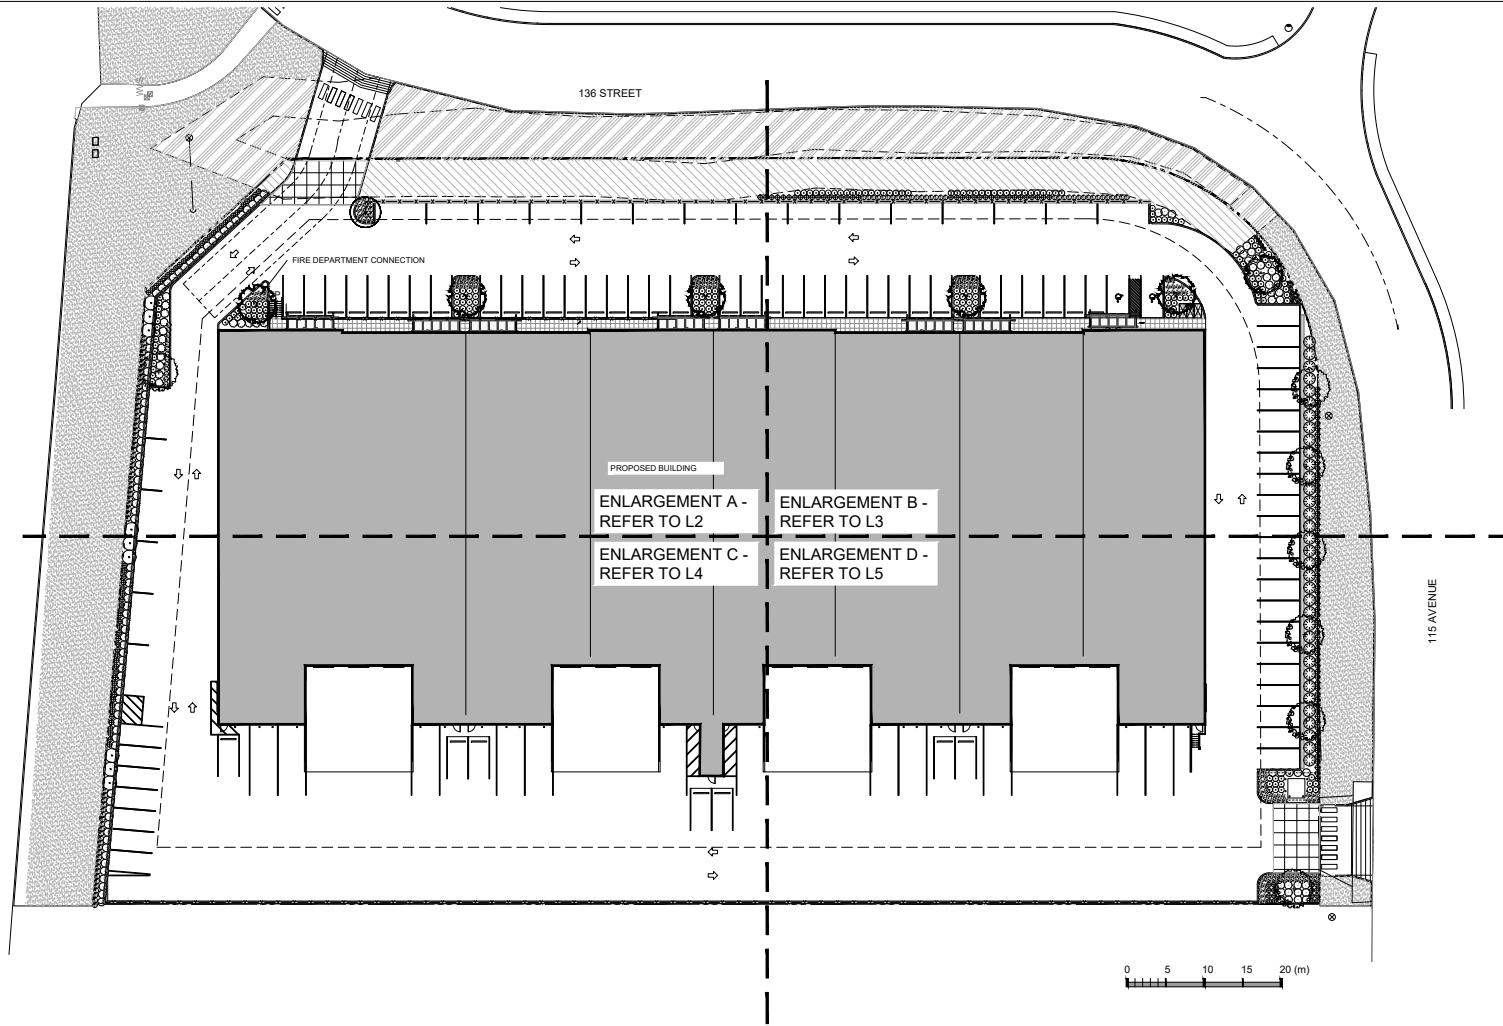 136 STREET
FIRE DEPARTMENT CONNECTION
PROPOSED BUILDING
ENLARGEMENT A -
REFER TO L2
ENLARGEMENT B -
REFER TO L3
ENLARGEMENT C -
REFER TO L4
ENLARGEMENT D -
REFER TO L5
115 AVENUE
0 5 10 15 20 (m)